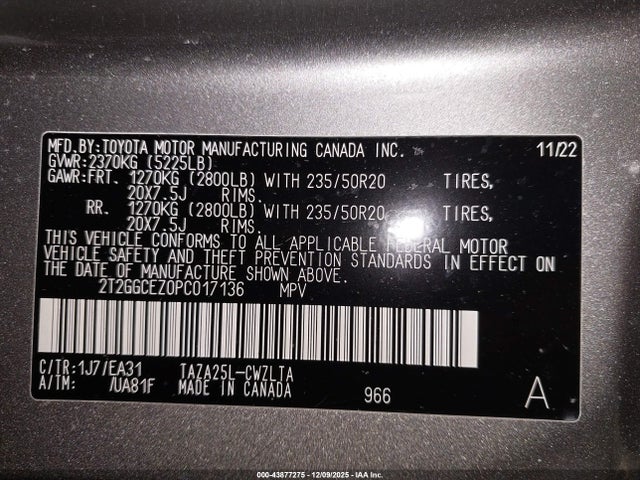 MFD.BY:TOYOTA MOTOR MANUFACTURING CANADA INC. 11/22
GVWR:2370KG (5225LB)
GAWR:FRT. 1270KG (2800LB) WITH 235/50R20 TIRES,
20X7.5J RIMS.
RR. 1270KG (2800LB) WITH 235/50R20 TIRES,
20X7.5J RIMS.
THIS VEHICLE CONFORMS TO ALL APPLICABLE FEDERAL MOTOR
VEHICLE SAFETY AND THEFT PREVENTION STANDARDS IN EFFECT ON
THE DATE OF MANUFACTURE SHOWN ABOVE.
2T2GGCEZ0PC017136 MPV
C/TR:1J7/EA31 TAZA25L-CWZLTA
A/TM: /UA81F MADE IN CANADA 966 A
000-43877275 - 12/09/2025 - IAA Inc.